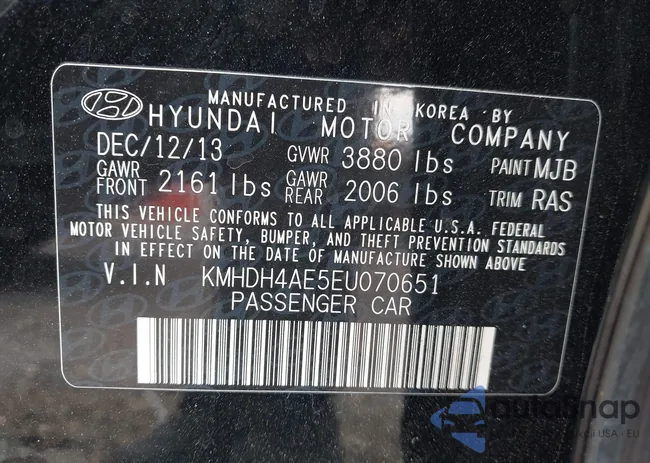 MANUFACTURED IN KOREA BY
HYUNDAI MOTOR COMPANY
DEC/12/13 GVWR 3880 lbs PAINT MJB
GAWR FRONT 2161 lbs GAWR REAR 2006 lbs TRIM RAS
THIS VEHICLE CONFORMS TO ALL APPLICABLE U.S.A. FEDERAL
MOTOR VEHICLE SAFETY, BUMPER, AND THEFT PREVENTION STANDARDS
IN EFFECT ON THE DATE OF MANUFACTURE SHOWN ABOVE
V.I.N KMHDH4AE5EU070651
PASSENGER CAR
autosnap
USA - EU